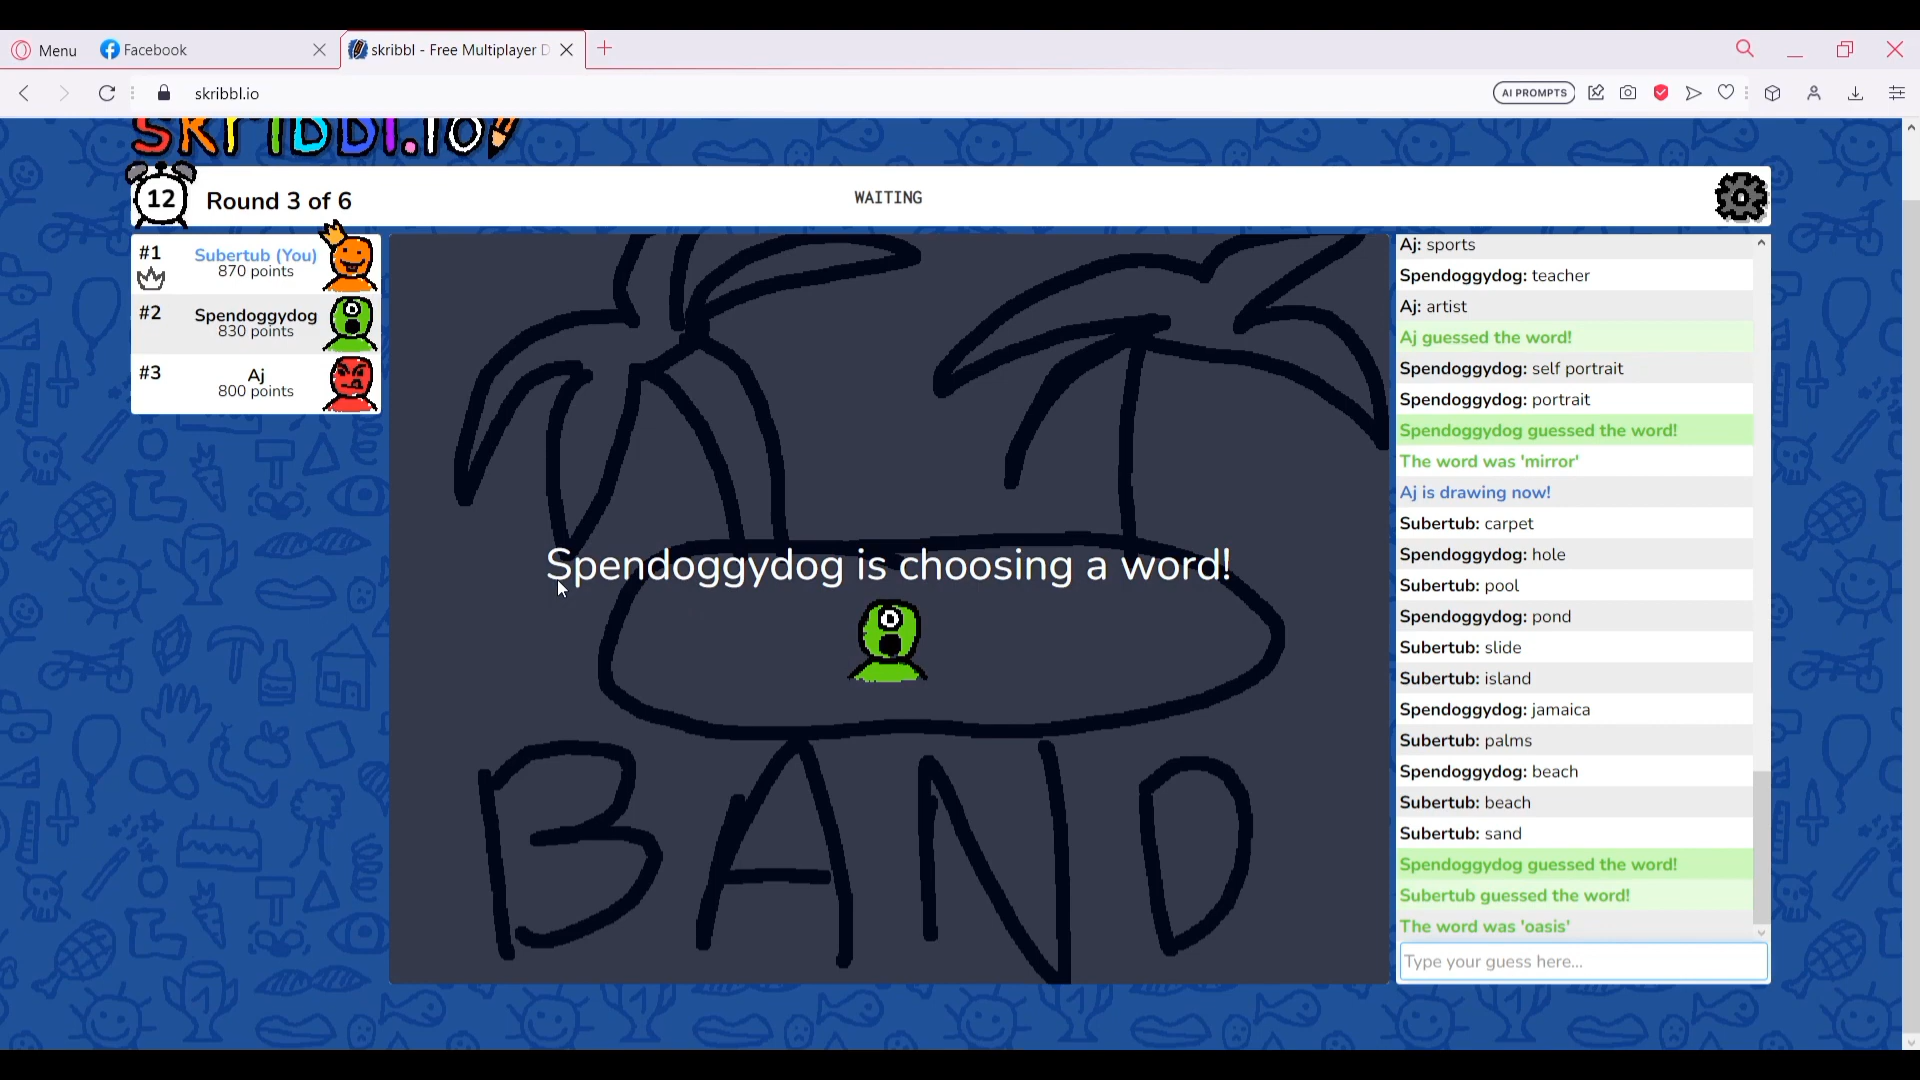 Menu
Facebook
skribbl - Free Multiplayer D
skribbl.io
AI PROMPTS
SKRIBBL.IO
12
Round 3 of 6
WAITING
#1
Subertub (You)
870 points
#2
Spendoggydog
830 points
#3
Aj
800 points
Spendoggydog is choosing a word!
BAND
Aj: sports
Spendoggydog: teacher
Aj: artist
Aj guessed the word!
Spendoggydog: self portrait
Spendoggydog: portrait
Spendoggydog guessed the word!
The word was 'mirror'
Aj is drawing now!
Subertub: carpet
Spendoggydog: hole
Subertub: pool
Spendoggydog: pond
Subertub: slide
Subertub: island
Spendoggydog: jamaica
Subertub: palms
Spendoggydog: beach
Subertub: beach
Subertub: sand
Spendoggydog guessed the word!
Subertub guessed the word!
The word was 'oasis'
Type your guess here...